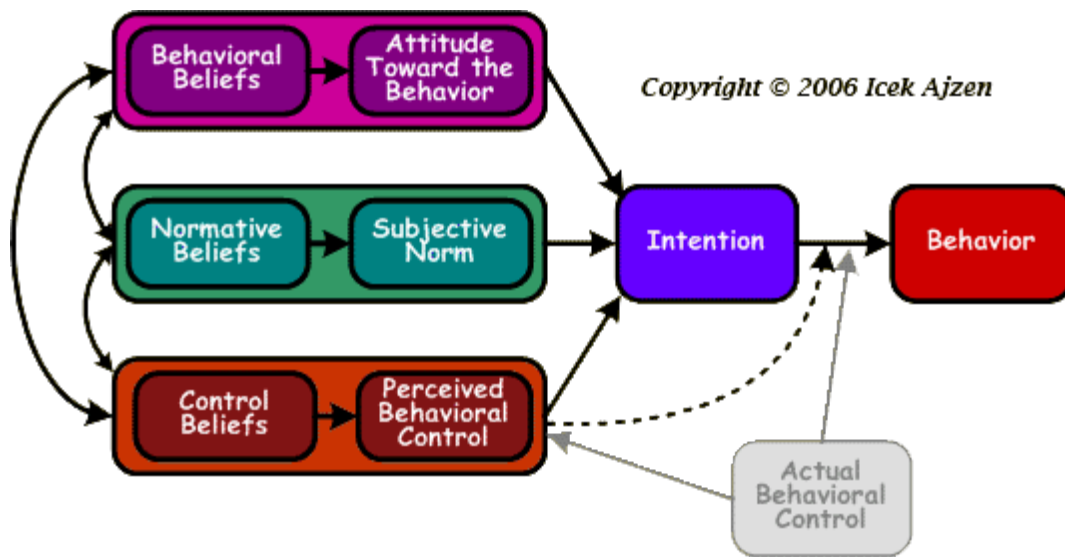 Behavioral
Beliefs
Attitude
Toward the
Behavior
Copyright © 2006 Icek Ajzen
Normative
Beliefs
Subjective
Norm
Intention
Behavior
Control
Beliefs
Perceived
Behavioral
Control
Actual
Behavioral
Control